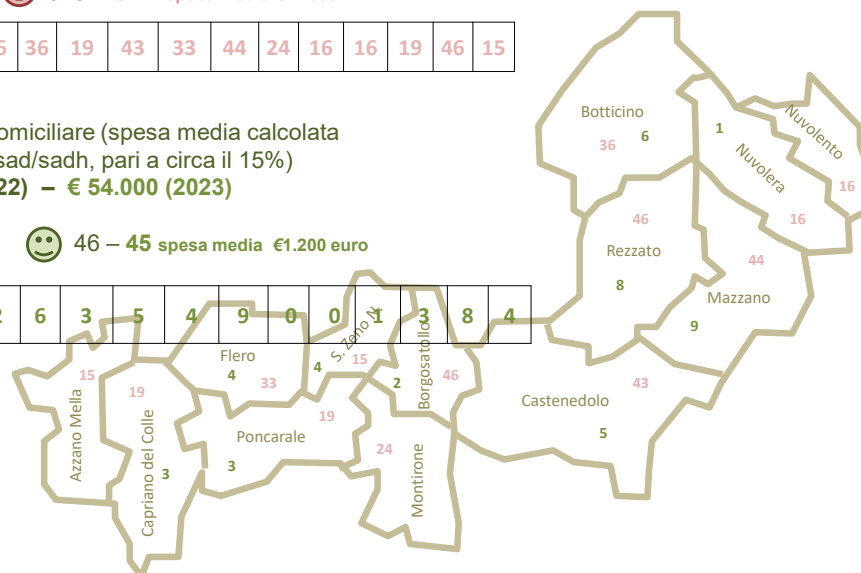 36 19 43 33 44 24 16 16 19 46 15
omiciliare (spesa media calcolata
sad/sadh, pari a circa il 15%)
22) – € 54.000 (2023)
46 – 45 spesa media €1.200 euro
6 3 5 4 9 0 0 1 3 8 4
Botticino
36 6
1
Nuvolera
16
Nuvolento
16
46
Rezzato
8
44
Mazzano
9
S. Zeno N
4 15
Flero
4 33
Borgosatollo
2 46
15
Azzano Mella
19
Capriano del Colle
3
19
Poncarale
3
24
Montirone
43
Castenedolo
5